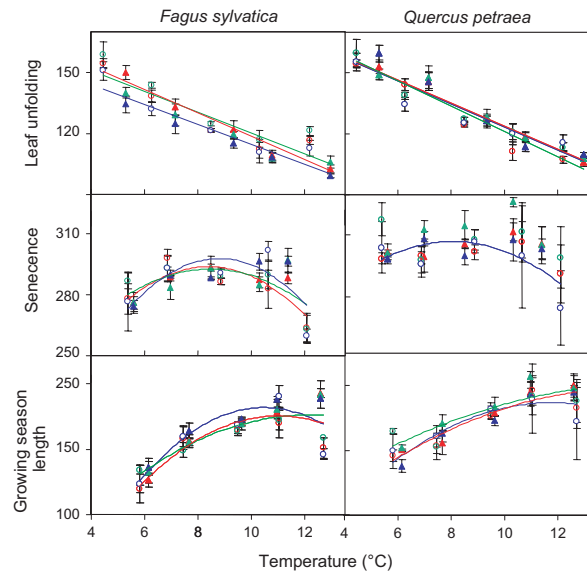 Fagus sylvatica
Quercus petraea
Leaf unfolding
150
120
Senecence
310
280
250
Growing season
length
250
150
100
4
6
8
10
12
4
6
8
10
12
Temperature (°C)